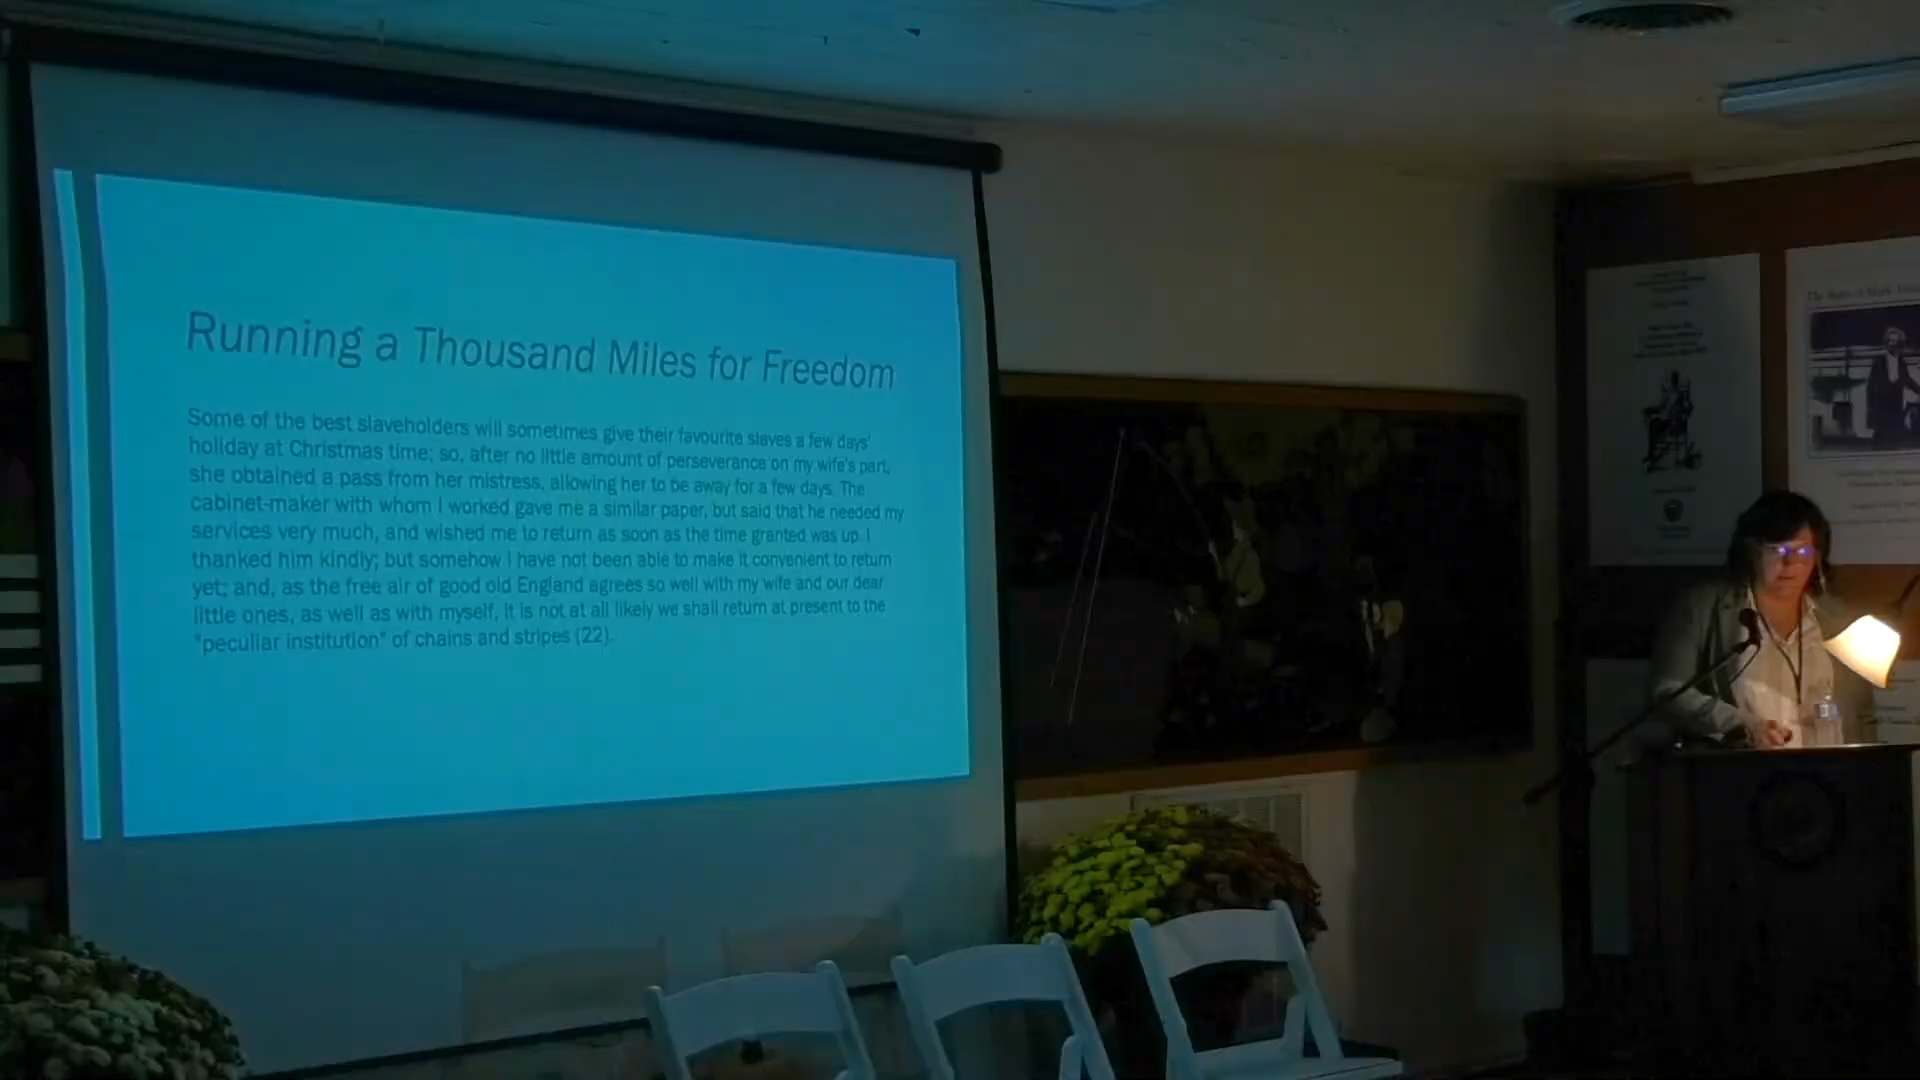 Running a Thousand Miles for Freedom
Some of the best slaveholders will sometimes give their favourite slaves a few days'
holiday at Christmas time; so, after no little amount of perseverance on my wife's part,
she obtained a pass from her mistress, allowing her to be away for a few days. The
cabinet-maker with whom I worked gave me a similar paper, but said that he needed my
services very much, and wished me to return as soon as the time granted was up. I
thanked him kindly; but somehow I have not been able to make it convenient to return
yet; and, as the free air of good old England agrees so well with my wife and our dear
little ones, as well as with myself, it is not at all likely we shall return at present to the
"peculiar institution" of chains and stripes (22).